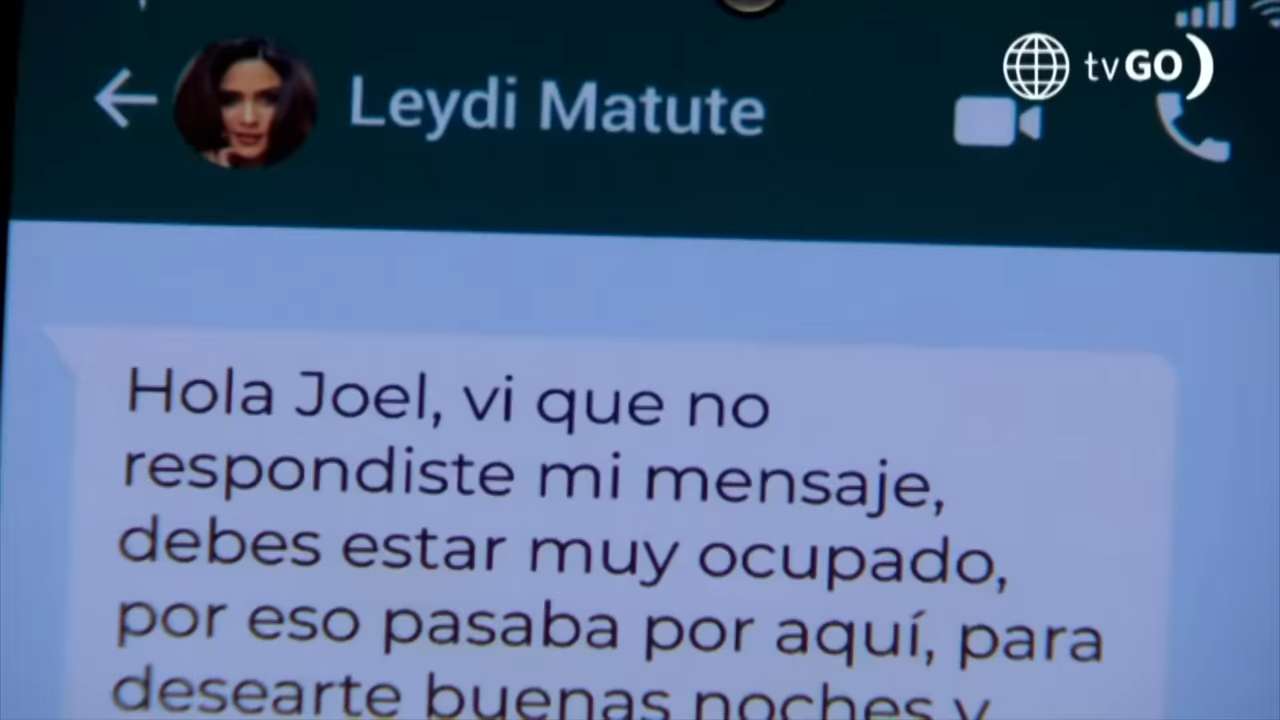 tvGO
Leydi Matute
Hola Joel, vi que no
respondiste mi mensaje,
debes estar muy ocupado,
por eso pasaba por aquí, para
desearte buenas noches y